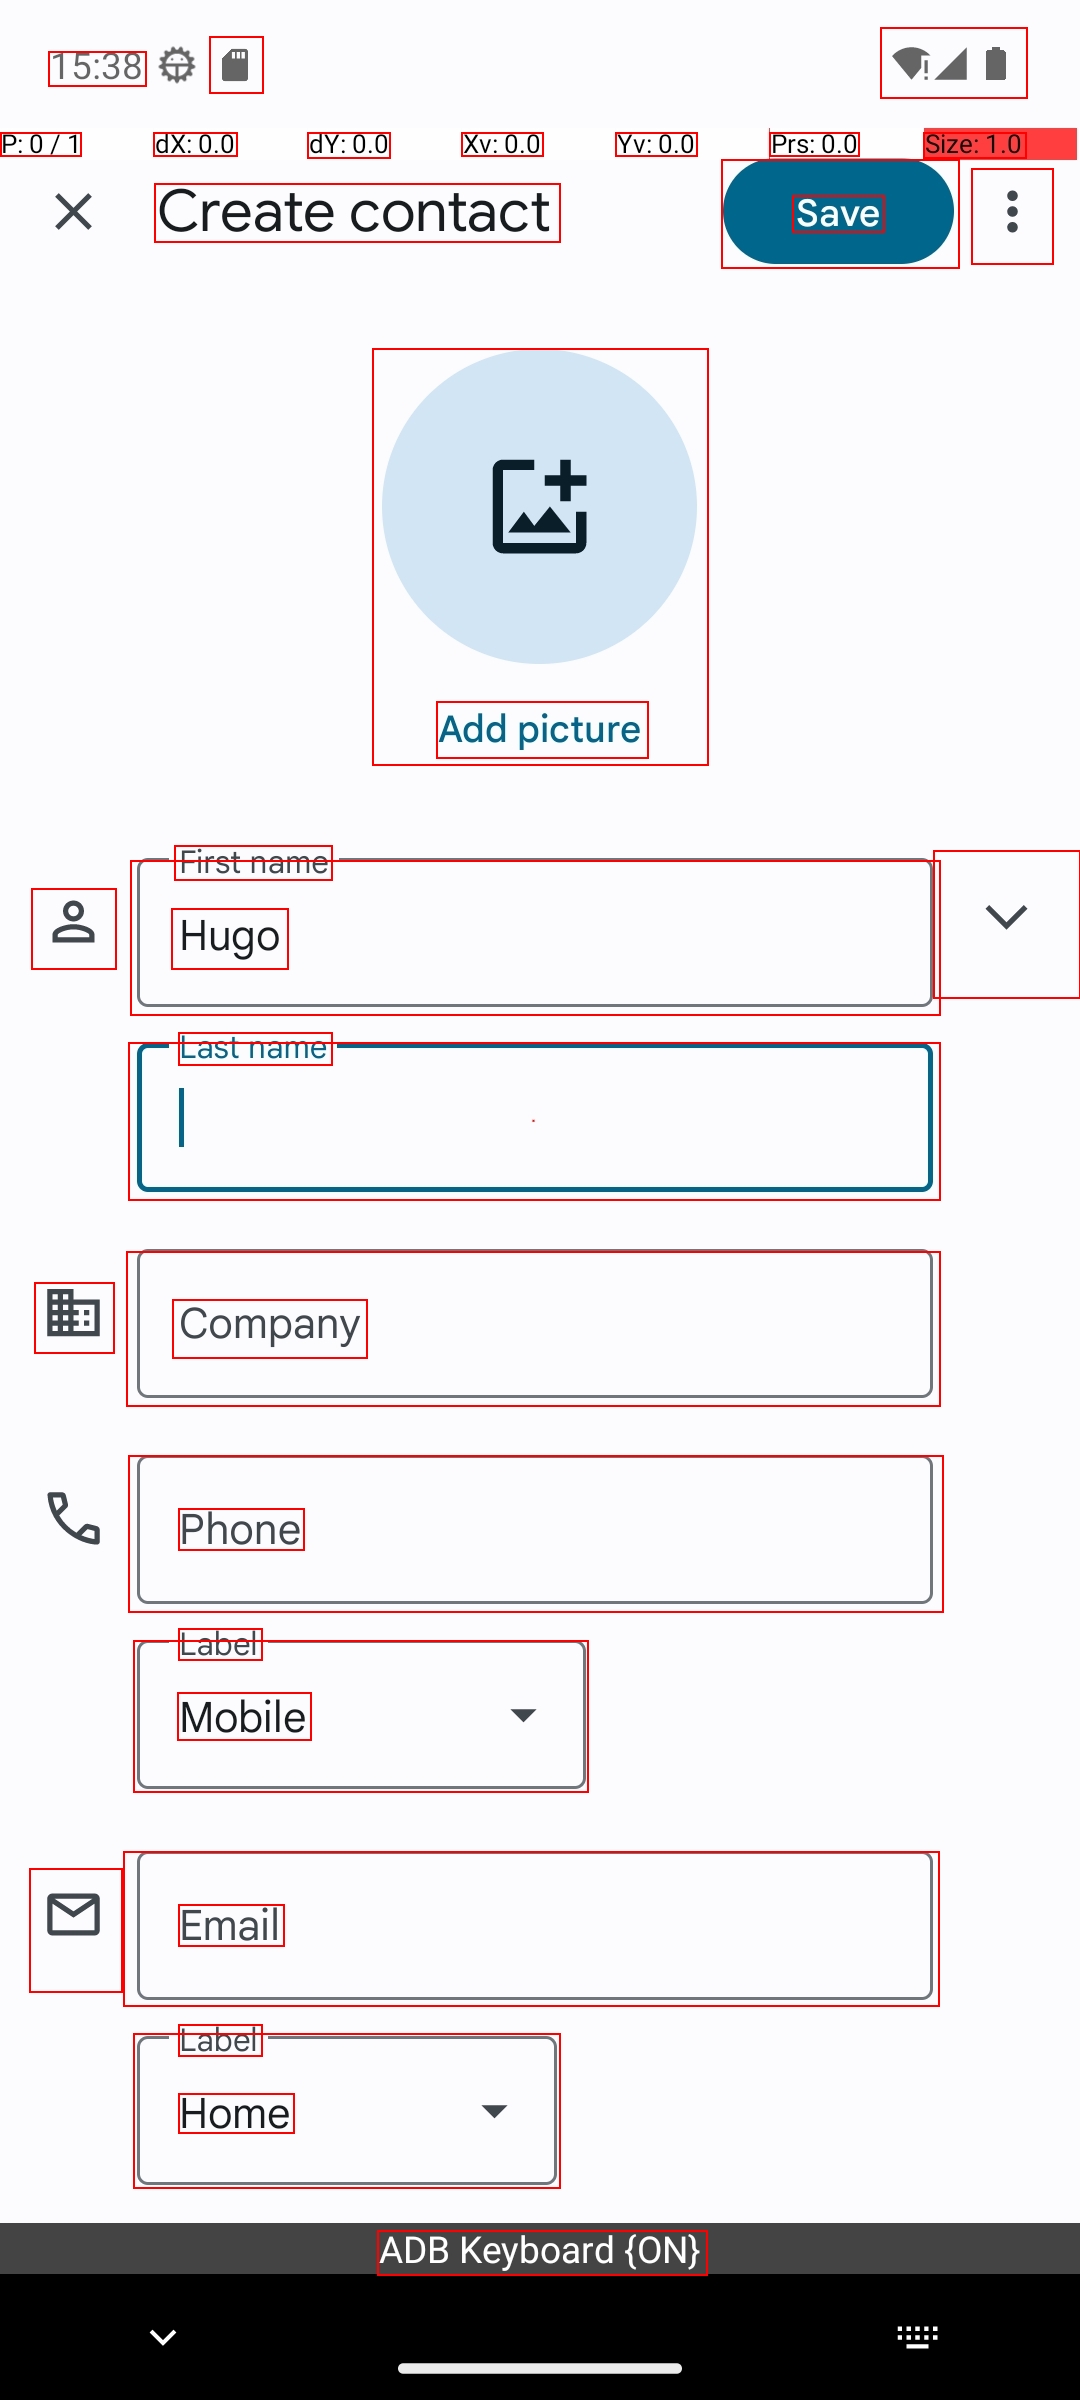 15:38
P: 0 / 1 dX: 0.0 dY: 0.0 Xv: 0.0 Yv: 0.0 Prs: 0.0 Size: 1.0
Create contact Save
Add picture
First name
Hugo
Last name
Company
Phone
Label
Mobile
Email
Label
Home
ADB Keyboard {ON}